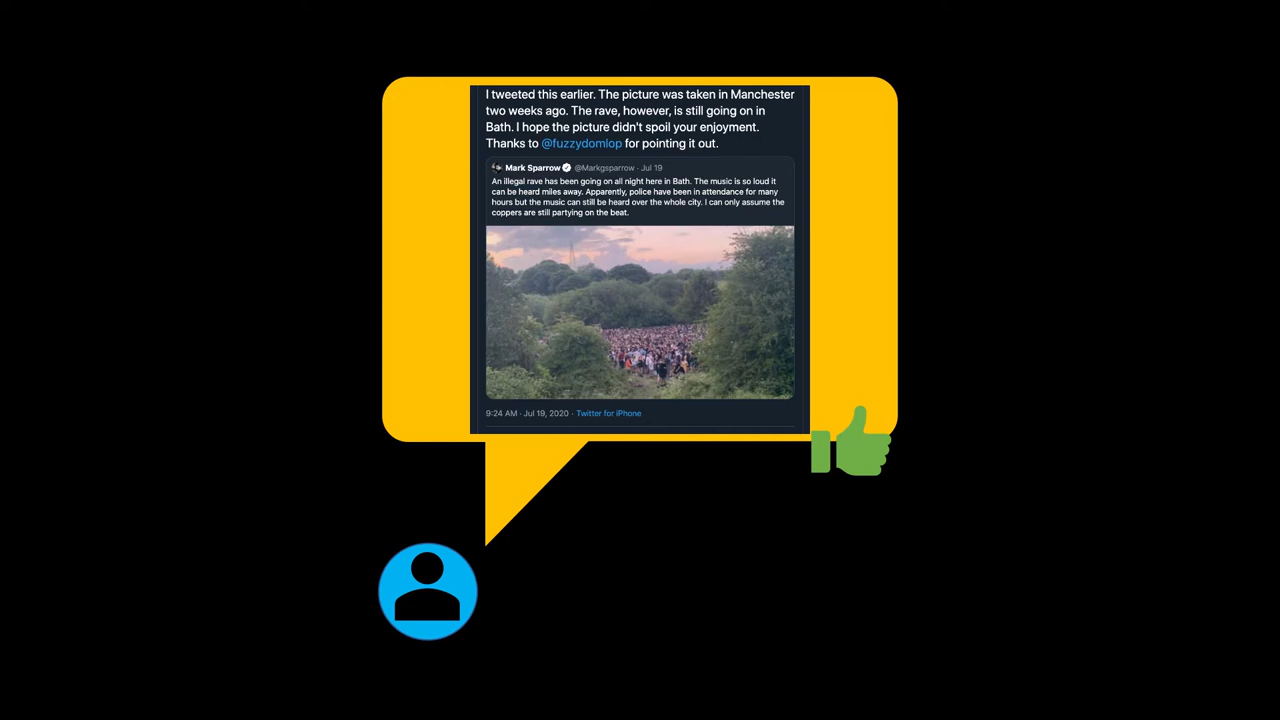 I tweeted this earlier. The picture was taken in Manchester
two weeks ago. The rave, however, is still going on in
Bath. I hope the picture didn't spoil your enjoyment.
Thanks to @fuzzydomlop for pointing it out.
Mark Sparrow @Markgsparrow · Jul 19
An illegal rave has been going on all night here in Bath. The music is so loud it
can be heard miles away. Apparently, police have been in attendance for many
hours but the music can still be heard over the whole city. I can only assume the
coppers are still partying on the beat.
9:24 AM · Jul 19, 2020 · Twitter for iPhone